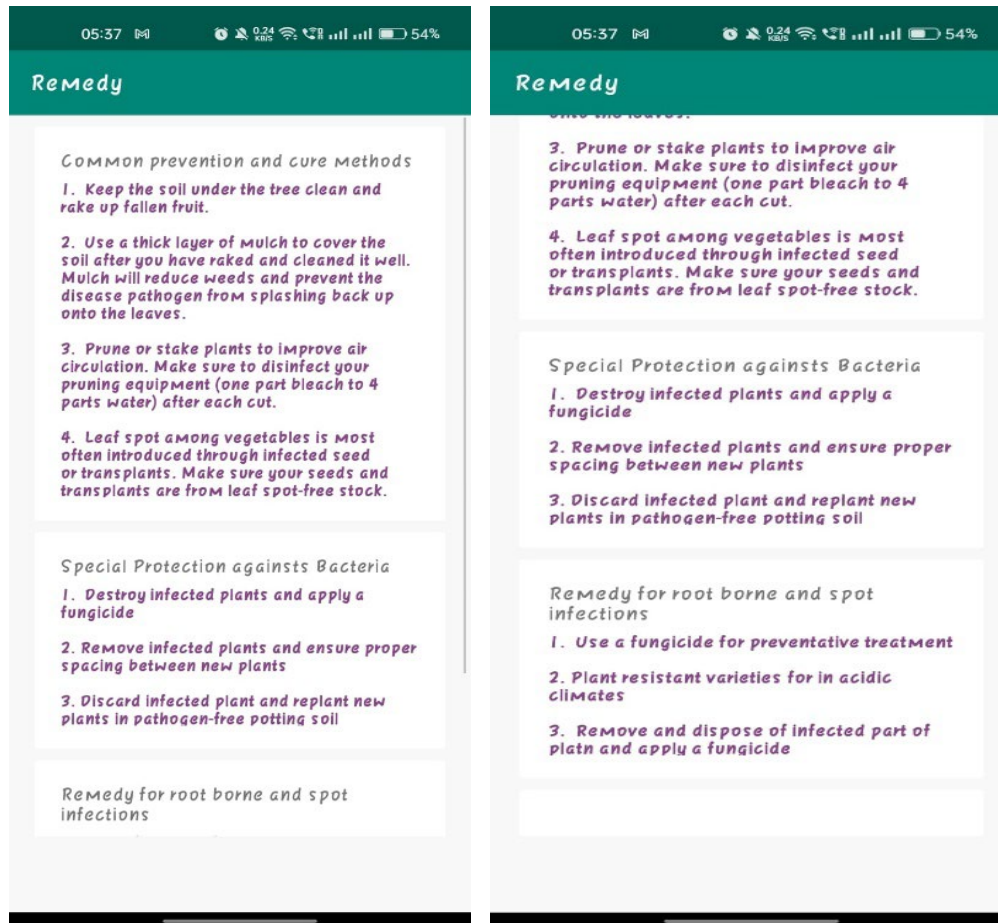 05:37 0.24 KB/S 54%
Remedy
Common prevention and cure methods
1. Keep the soil under the tree clean and
rake up fallen fruit.
2. Use a thick layer of mulch to cover the
soil after you have raked and cleaned it well.
Mulch will reduce weeds and prevent the
disease pathogen from splashing back up
onto the leaves.
3. Prune or stake plants to improve air
circulation. Make sure to disinfect your
pruning equipment (one part bleach to 4
parts water) after each cut.
4. Leaf spot among vegetables is most
often introduced through infected seed
or transplants. Make sure your seeds and
transplants are from leaf spot-free stock.
Special Protection againsts Bacteria
1. Destroy infected plants and apply a
fungicide
2. Remove infected plants and ensure proper
spacing between new plants
3. Discard infected plant and replant new
plants in pathogen-free potting soil
Remedy for root borne and spot
infections
05:37 0.24 KB/S 54%
Remedy
onto the leaves.
3. Prune or stake plants to improve air
circulation. Make sure to disinfect your
pruning equipment (one part bleach to 4
parts water) after each cut.
4. Leaf spot among vegetables is most
often introduced through infected seed
or transplants. Make sure your seeds and
transplants are from leaf spot-free stock.
Special Protection againsts Bacteria
1. Destroy infected plants and apply a
fungicide
2. Remove infected plants and ensure proper
spacing between new plants
3. Discard infected plant and replant new
plants in pathogen-free potting soil
Remedy for root borne and spot
infections
1. Use a fungicide for preventative treatment
2. Plant resistant varieties for in acidic
climates
3. Remove and dispose of infected part of
platn and apply a fungicide